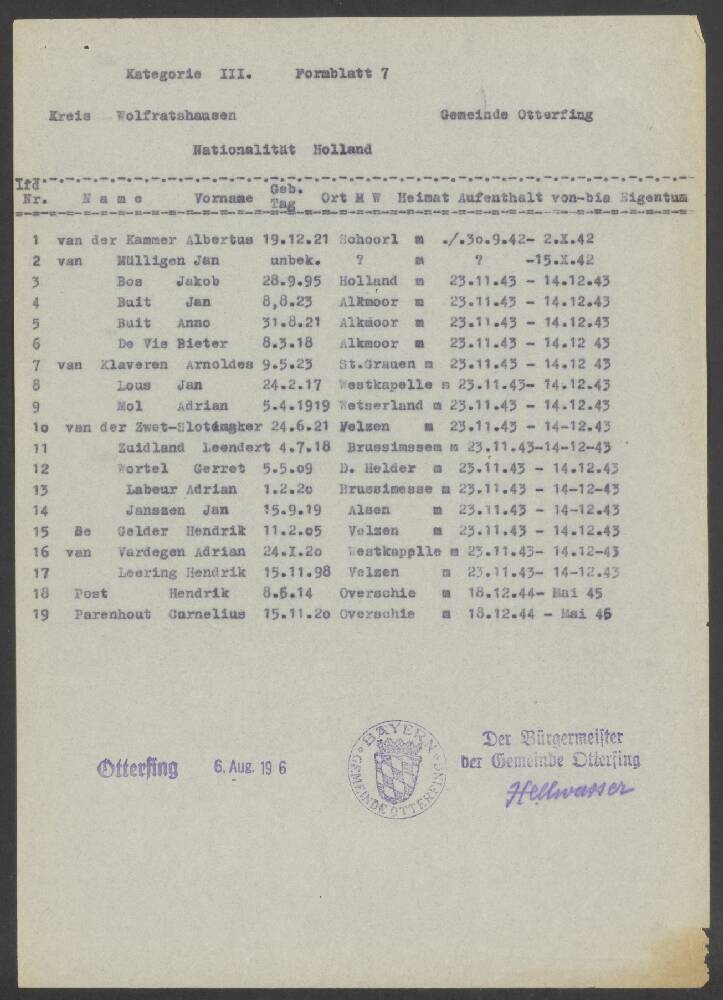 Kategorie III. Formblatt 7
Kreis Wolfratshausen Gemeinde Otterfing
Nationalität Holland
lfd Nr. Name Vorname Geb. Tag Ort M W Heimat Aufenthalt von-bis Eigentum
1 van der Kammer Albertus 19.12.21 Schoorl m ./.3o.9.42- 2.X.42
2 van Mülligen Jan unbek. ? m ? -15.X.42
3 Bos Jakob 28.9.95 Holland m 23.11.43 - 14.12.43
4 Buit Jan 8,8.23 Alkmoor m 23.11.43 - 14.12.43
5 Buit Anno 31.8.21 Alkmoor m 23.11.43 - 14.12.43
6 De Vis Bieter 8.3.18 Alkmoor m 23.11.43 - 14.12 43
7 van Klaveren Arnoldes 9.5.23 St.Grauen m 23.11.43 - 14.12 43
8 Lous Jan 24.2.17 Westkapelle m 23.11.43- 14.12 43
9 Mol Adrian 5.4.1919 Wetserland m 23.11.43 - 14.12.43
1o van der Zwet-Slotemaker 24.6.21 Velzen m 23.11.43 - 14-12.43
11 Zuidland Leendert 4.7.18 Brussimssem m 23.11.43-14-12-43
12 Wortel Gerret 5.5.o9 D. Helder m 23.11.43 - 14.12.43
13 Labeur Adrian 1.2.2o Brussimesse m 23.11.43 - 14-12-43
14 Janssen Jan 15.9.19 Alsen m 23.11.43 - 14-12-43
15 De Gelder Hendrik 11.2.o5 Velsen m 23.11.43 - 14.12.43
16 van Vardegen Adrian 24.I.2o Westkapplle m 23.11.43- 14.12-43
17 Leering Hendrik 15.11.98 Velsen m 23.11.43- 14-12.43
18 Post Hendrik 8.6.14 Overschie m 18.12.44- Mai 45
19 Parenhout Curnelius 15.11.2o Overschie m 18.12.44 - Mai 45
Otterfing 6. Aug. 19 6
BAYERN
GEMEINDE OTTERFING
Der Bürgermeister
der Gemeinde Otterfing
Hellwasser